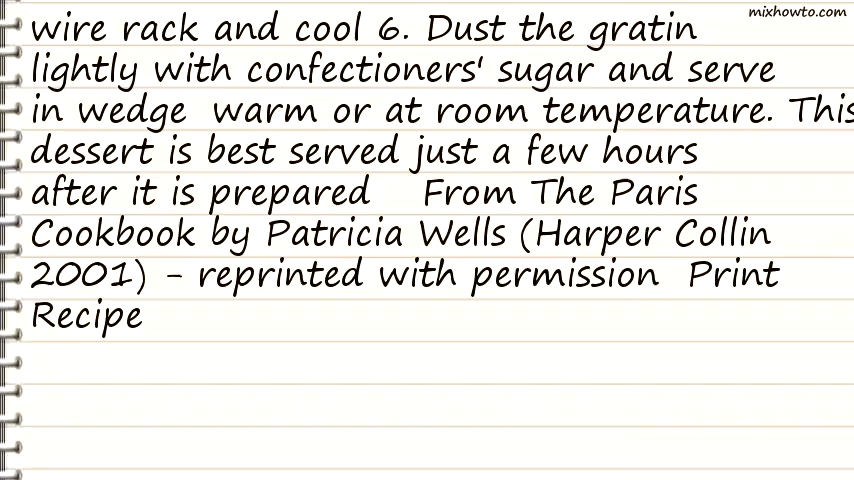 mixhowto.com
wire rack and cool 6. Dust the gratin
lightly with confectioners' sugar and serve
in wedge  warm or at room temperature. This
dessert is best served just a few hours
after it is prepared    From The Paris
Cookbook by Patricia Wells (Harper Collin
2001) - reprinted with permission  Print
Recipe